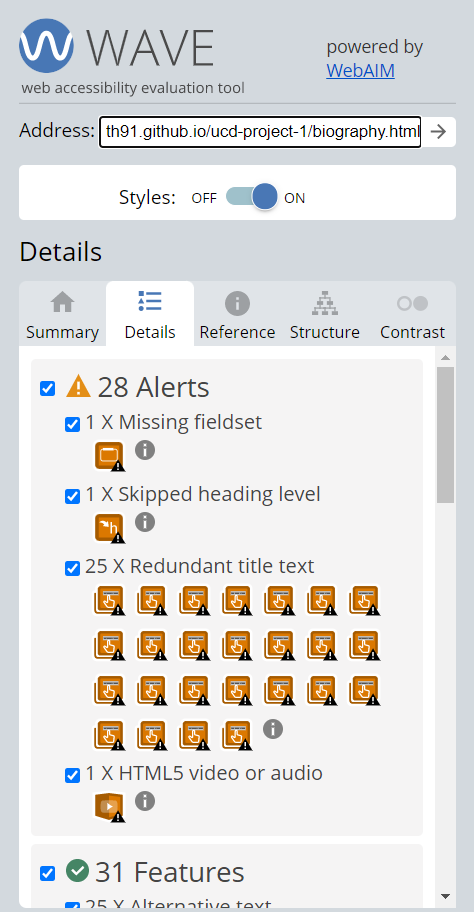 WAVE
powered by
WebAIM
web accessibility evaluation tool
Address: th91.github.io/ucd-project-1/biography.html
Styles: OFF ON
Details
Summary Details Reference Structure Contrast
28 Alerts
1 X Missing fieldset
1 X Skipped heading level
25 X Redundant title text
1 X HTML5 video or audio
31 Features
25 X Alternative text